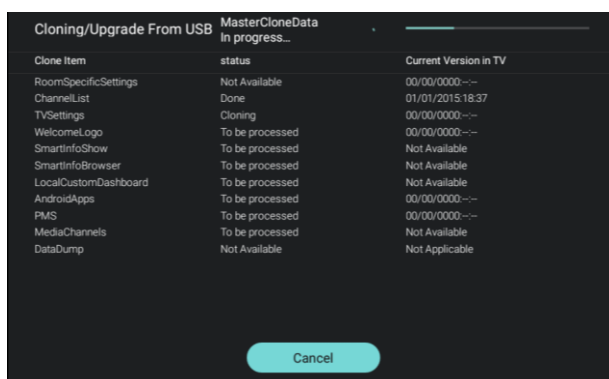 Cloning/Upgrade From USB MasterCloneData
In progress...
Clone Item status Current Version in TV
RoomSpecificSettings Not Available 00/00/0000:--:--
ChannelList Done 01/01/2015:18:37
TVSettings Cloning 00/00/0000:--:--
WelcomeLogo To be processed 00/00/0000:--:--
SmartInfoShow To be processed Not Available
SmartInfoBrowser To be processed Not Available
LocalCustomDashboard To be processed Not Available
AndroidApps To be processed 00/00/0000:--:--
PMS To be processed 00/00/0000:--:--
MediaChannels To be processed Not Available
DataDump Not Available Not Applicable
Cancel